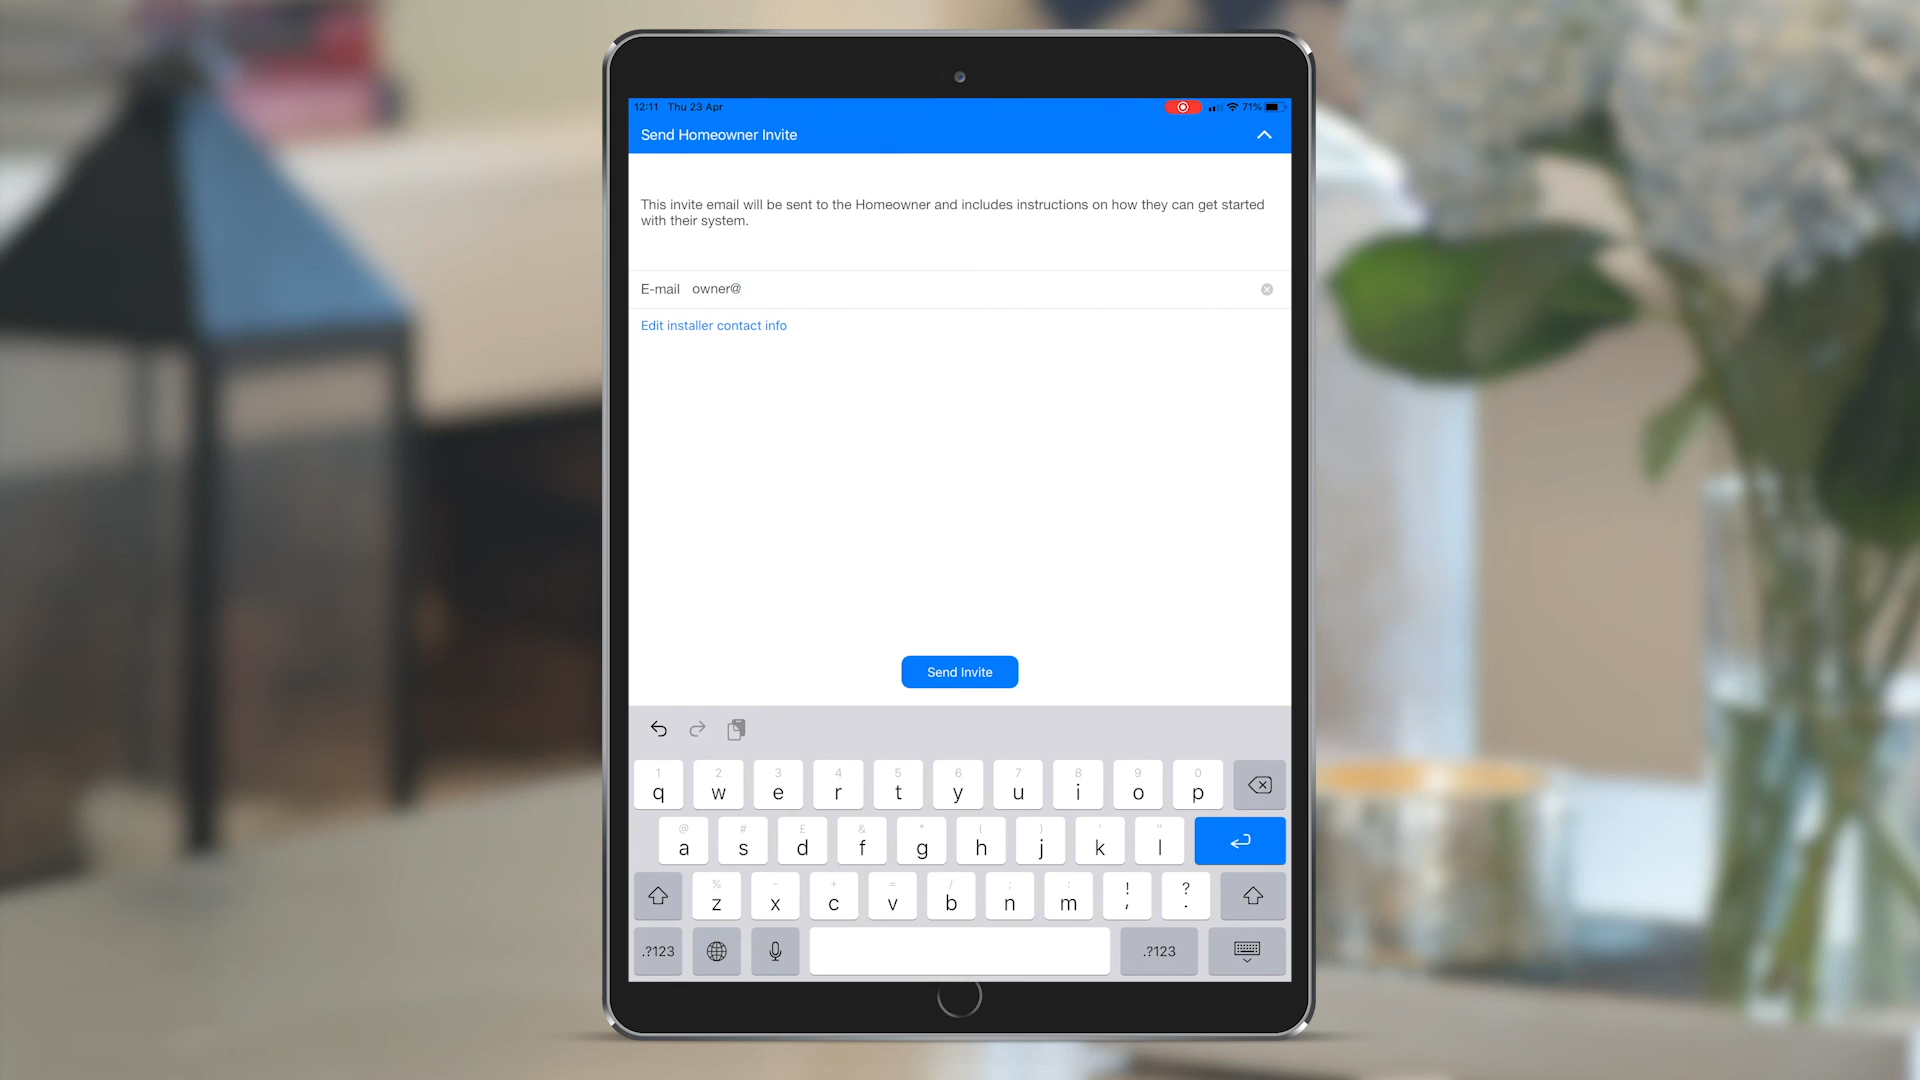 12:11 Thu 23 Apr 71%
Send Homeowner Invite
This invite email will be sent to the Homeowner and includes instructions on how they can get started
with their system.
E-mail owner@
Edit installer contact info
Send Invite
1 2 3 4 5 6 7 8 9 0
q w e r t y u i o p
@ # £ & * ( ) ' "
a s d f g h j k l
% - + = / ; : ! ?
z x c v b n m , .
.?123 .?123